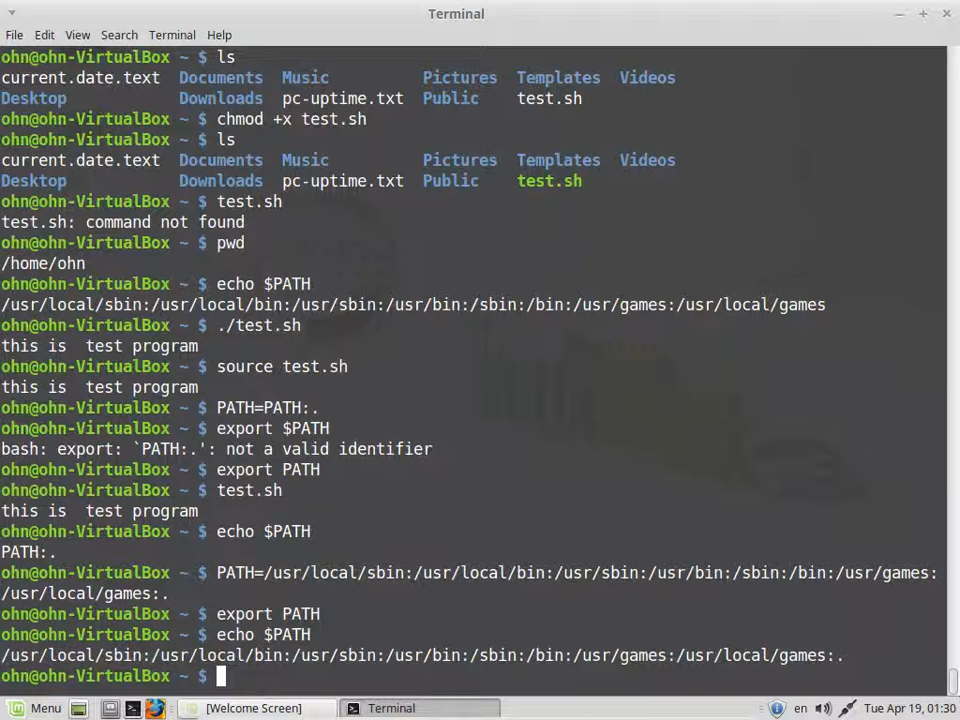 Terminal
File Edit View Search Terminal Help
ohn@ohn-VirtualBox ~ $ ls
current.date.text Documents Music Pictures Templates Videos
Desktop Downloads pc-uptime.txt Public test.sh
ohn@ohn-VirtualBox ~ $ chmod +x test.sh
ohn@ohn-VirtualBox ~ $ ls
current.date.text Documents Music Pictures Templates Videos
Desktop Downloads pc-uptime.txt Public test.sh
ohn@ohn-VirtualBox ~ $ test.sh
test.sh: command not found
ohn@ohn-VirtualBox ~ $ pwd
/home/ohn
ohn@ohn-VirtualBox ~ $ echo $PATH
/usr/local/sbin:/usr/local/bin:/usr/sbin:/usr/bin:/sbin:/bin:/usr/games:/usr/local/games
ohn@ohn-VirtualBox ~ $ ./test.sh
this is  test program
ohn@ohn-VirtualBox ~ $ source test.sh
this is  test program
ohn@ohn-VirtualBox ~ $ PATH=PATH:.
ohn@ohn-VirtualBox ~ $ export $PATH
bash: export: `PATH:.': not a valid identifier
ohn@ohn-VirtualBox ~ $ export PATH
ohn@ohn-VirtualBox ~ $ test.sh
this is  test program
ohn@ohn-VirtualBox ~ $ echo $PATH
PATH:.
ohn@ohn-VirtualBox ~ $ PATH=/usr/local/sbin:/usr/local/bin:/usr/sbin:/usr/bin:/sbin:/bin:/usr/games:
/usr/local/games:.
ohn@ohn-VirtualBox ~ $ export PATH
ohn@ohn-VirtualBox ~ $ echo $PATH
/usr/local/sbin:/usr/local/bin:/usr/sbin:/usr/bin:/sbin:/bin:/usr/games:/usr/local/games:.
ohn@ohn-VirtualBox ~ $
Menu [Welcome Screen] Terminal en Tue Apr 19, 01:30